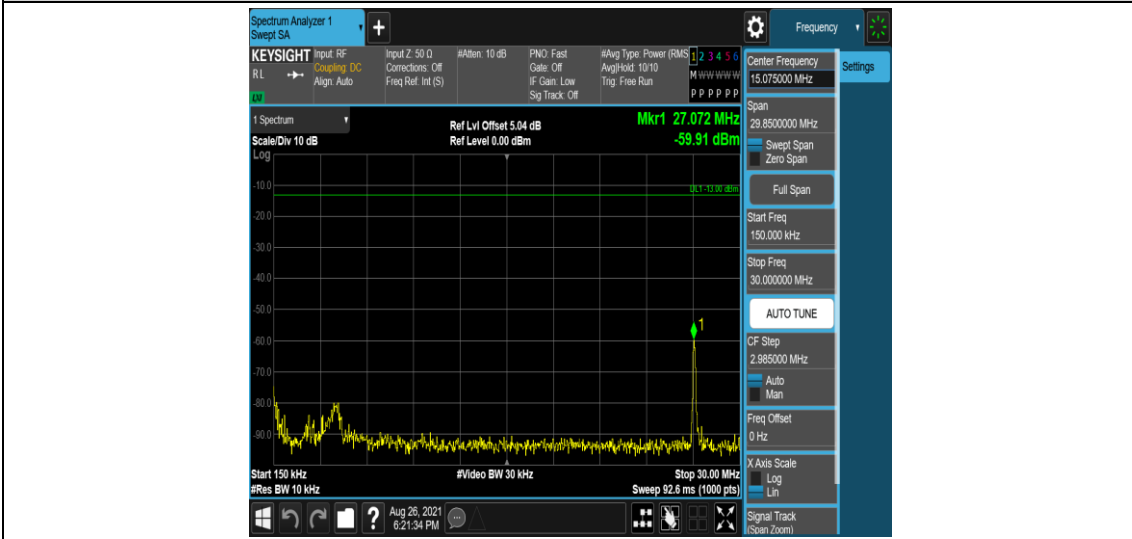 Spectrum Analyzer 1
Swept SA
+
Frequency
KEYSIGHT
R L
Input: RF
Coupling: DC
Align: Auto
Input Z: 50 Ω
Corrections: Off
Freq Ref: Int (S)
#Atten: 10 dB
PNO: Fast
Gate: Off
IF Gain: Low
Sig Track: Off
#Avg Type: Power (RMS
Avg|Hold: 10/10
Trig: Free Run
1 2 3 4 5 6
M W W W W W
P P P P P P
1 Spectrum
Scale/Div 10 dB
Log
Ref Lvl Offset 5.04 dB
Ref Level 0.00 dBm
Mkr1 27.072 MHz
-59.91 dBm
DL1 -13.00 dBm
-10.0
-20.0
-30.0
-40.0
-50.0
-60.0
-70.0
-80.0
-90.0
1
Start 150 kHz
#Res BW 10 kHz
#Video BW 30 kHz
Stop 30.00 MHz
Sweep 92.6 ms (1000 pts)
Aug 26, 2021
6:21:34 PM
?
Center Frequency
15.075000 MHz
Settings
Span
29.8500000 MHz
Swept Span
Zero Span
Full Span
Start Freq
150.000 kHz
Stop Freq
30.000000 MHz
AUTO TUNE
CF Step
2.985000 MHz
Auto
Man
Freq Offset
0 Hz
X Axis Scale
Log
Lin
Signal Track
(Span Zoom)